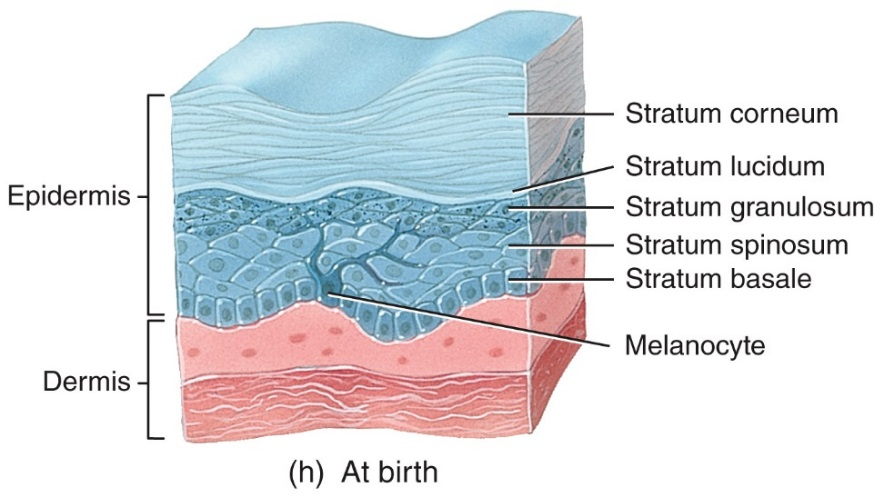 Stratum corneum
Stratum lucidum
Epidermis
Stratum granulosum
Stratum spinosum
Stratum basale
Melanocyte
Dermis
(h) At birth